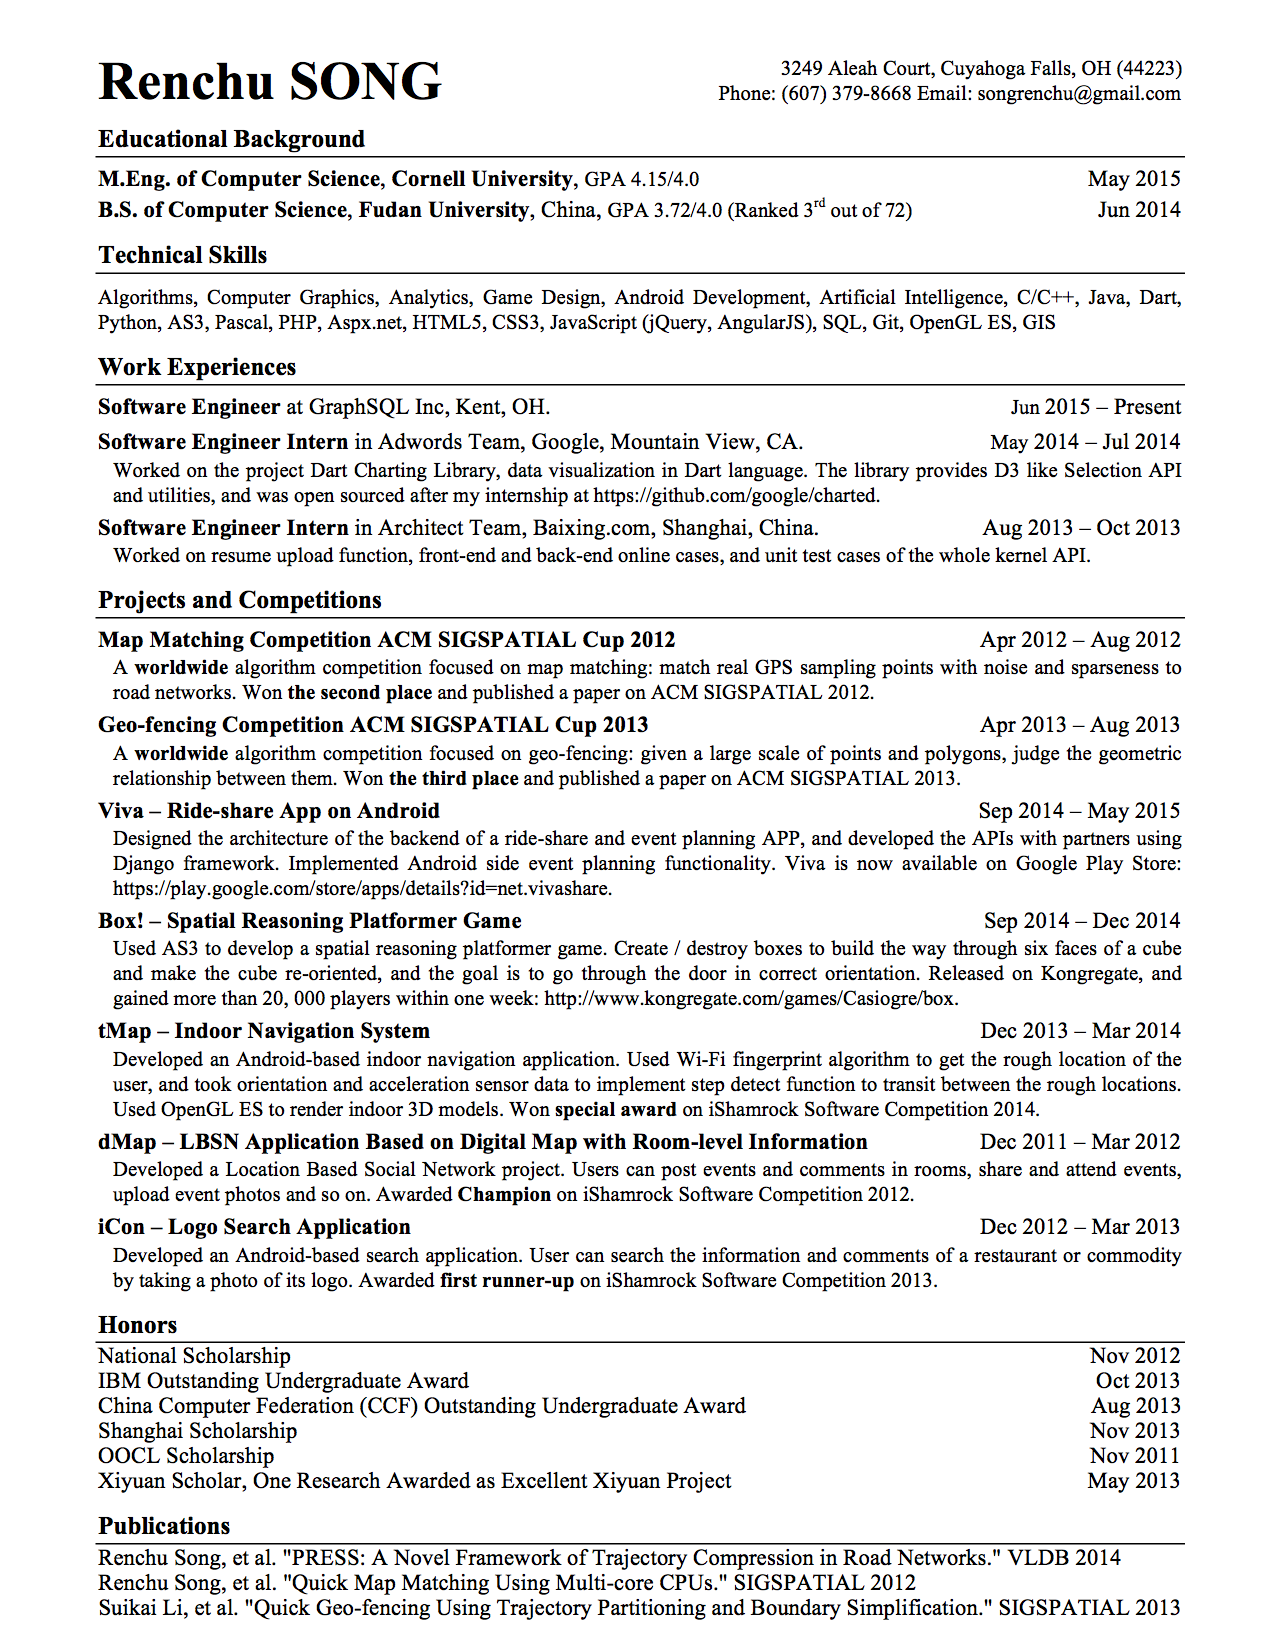 Renchu SONG
3249 Aleah Court, Cuyahoga Falls, OH (44223)
Phone: (607) 379-8668 Email: songrenchu@gmail.com
Educational Background
M.Eng. of Computer Science, Cornell University, GPA 4.15/4.0 May 2015
B.S. of Computer Science, Fudan University, China, GPA 3.72/4.0 (Ranked 3rd out of 72) Jun 2014
Technical Skills
Algorithms, Computer Graphics, Analytics, Game Design, Android Development, Artificial Intelligence, C/C++, Java, Dart,
Python, AS3, Pascal, PHP, Aspx.net, HTML5, CSS3, JavaScript (jQuery, AngularJS), SQL, Git, OpenGL ES, GIS
Work Experiences
Software Engineer at GraphSQL Inc, Kent, OH. Jun 2015 – Present
Software Engineer Intern in Adwords Team, Google, Mountain View, CA. May 2014 – Jul 2014
Worked on the project Dart Charting Library, data visualization in Dart language. The library provides D3 like Selection API
and utilities, and was open sourced after my internship at https://github.com/google/charted.
Software Engineer Intern in Architect Team, Baixing.com, Shanghai, China. Aug 2013 – Oct 2013
Worked on resume upload function, front-end and back-end online cases, and unit test cases of the whole kernel API.
Projects and Competitions
Map Matching Competition ACM SIGSPATIAL Cup 2012 Apr 2012 – Aug 2012
A worldwide algorithm competition focused on map matching: match real GPS sampling points with noise and sparseness to
road networks. Won the second place and published a paper on ACM SIGSPATIAL 2012.
Geo-fencing Competition ACM SIGSPATIAL Cup 2013 Apr 2013 – Aug 2013
A worldwide algorithm competition focused on geo-fencing: given a large scale of points and polygons, judge the geometric
relationship between them. Won the third place and published a paper on ACM SIGSPATIAL 2013.
Viva – Ride-share App on Android Sep 2014 – May 2015
Designed the architecture of the backend of a ride-share and event planning APP, and developed the APIs with partners using
Django framework. Implemented Android side event planning functionality. Viva is now available on Google Play Store:
https://play.google.com/store/apps/details?id=net.vivashare.
Box! – Spatial Reasoning Platformer Game Sep 2014 – Dec 2014
Used AS3 to develop a spatial reasoning platformer game. Create / destroy boxes to build the way through six faces of a cube
and make the cube re-oriented, and the goal is to go through the door in correct orientation. Released on Kongregate, and
gained more than 20, 000 players within one week: http://www.kongregate.com/games/Casiogre/box.
tMap – Indoor Navigation System Dec 2013 – Mar 2014
Developed an Android-based indoor navigation application. Used Wi-Fi fingerprint algorithm to get the rough location of the
user, and took orientation and acceleration sensor data to implement step detect function to transit between the rough locations.
Used OpenGL ES to render indoor 3D models. Won special award on iShamrock Software Competition 2014.
dMap – LBSN Application Based on Digital Map with Room-level Information Dec 2011 – Mar 2012
Developed a Location Based Social Network project. Users can post events and comments in rooms, share and attend events,
upload event photos and so on. Awarded Champion on iShamrock Software Competition 2012.
iCon – Logo Search Application Dec 2012 – Mar 2013
Developed an Android-based search application. User can search the information and comments of a restaurant or commodity
by taking a photo of its logo. Awarded first runner-up on iShamrock Software Competition 2013.
Honors
National Scholarship Nov 2012
IBM Outstanding Undergraduate Award Oct 2013
China Computer Federation (CCF) Outstanding Undergraduate Award Aug 2013
Shanghai Scholarship Nov 2013
OOCL Scholarship Nov 2011
Xiyuan Scholar, One Research Awarded as Excellent Xiyuan Project May 2013
Publications
Renchu Song, et al. "PRESS: A Novel Framework of Trajectory Compression in Road Networks." VLDB 2014
Renchu Song, et al. "Quick Map Matching Using Multi-core CPUs." SIGSPATIAL 2012
Suikai Li, et al. "Quick Geo-fencing Using Trajectory Partitioning and Boundary Simplification." SIGSPATIAL 2013